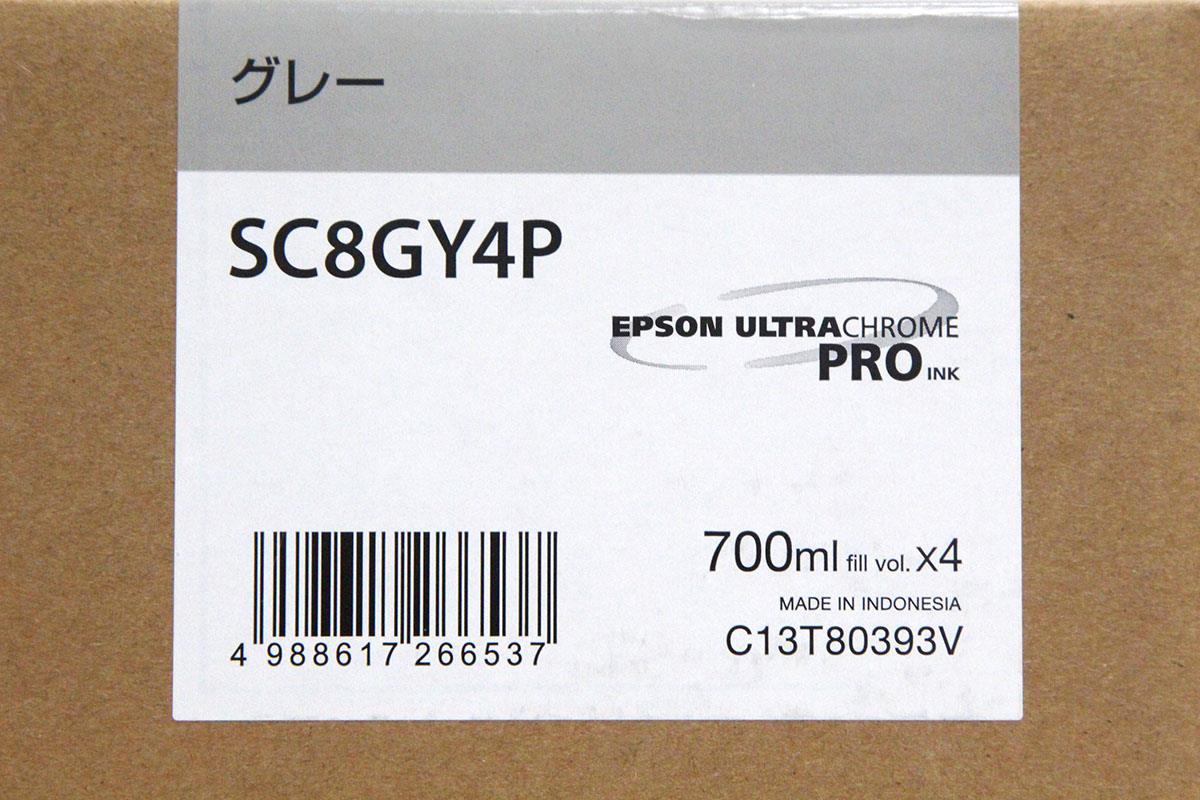 グレー
SC8GY4P
EPSON ULTRACHROME
PRO INK
700ml fill vol. X4
MADE IN INDONESIA
C13T80393V
4 988617 266537